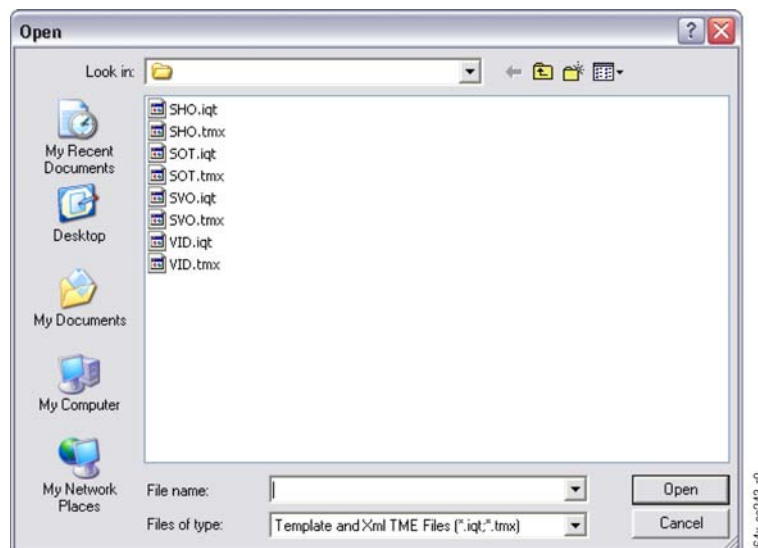 Open
Look in:
SHO.iqt
SHO.tmx
SOT.iqt
SOT.tmx
SVO.iqt
SVO.tmx
VID.iqt
VID.tmx
My Recent
Documents
Desktop
My Documents
My Computer
My Network
Places
File name:
Open
Files of type:
Template and Xml TME Files (*.iqt;*.tmx)
Cancel